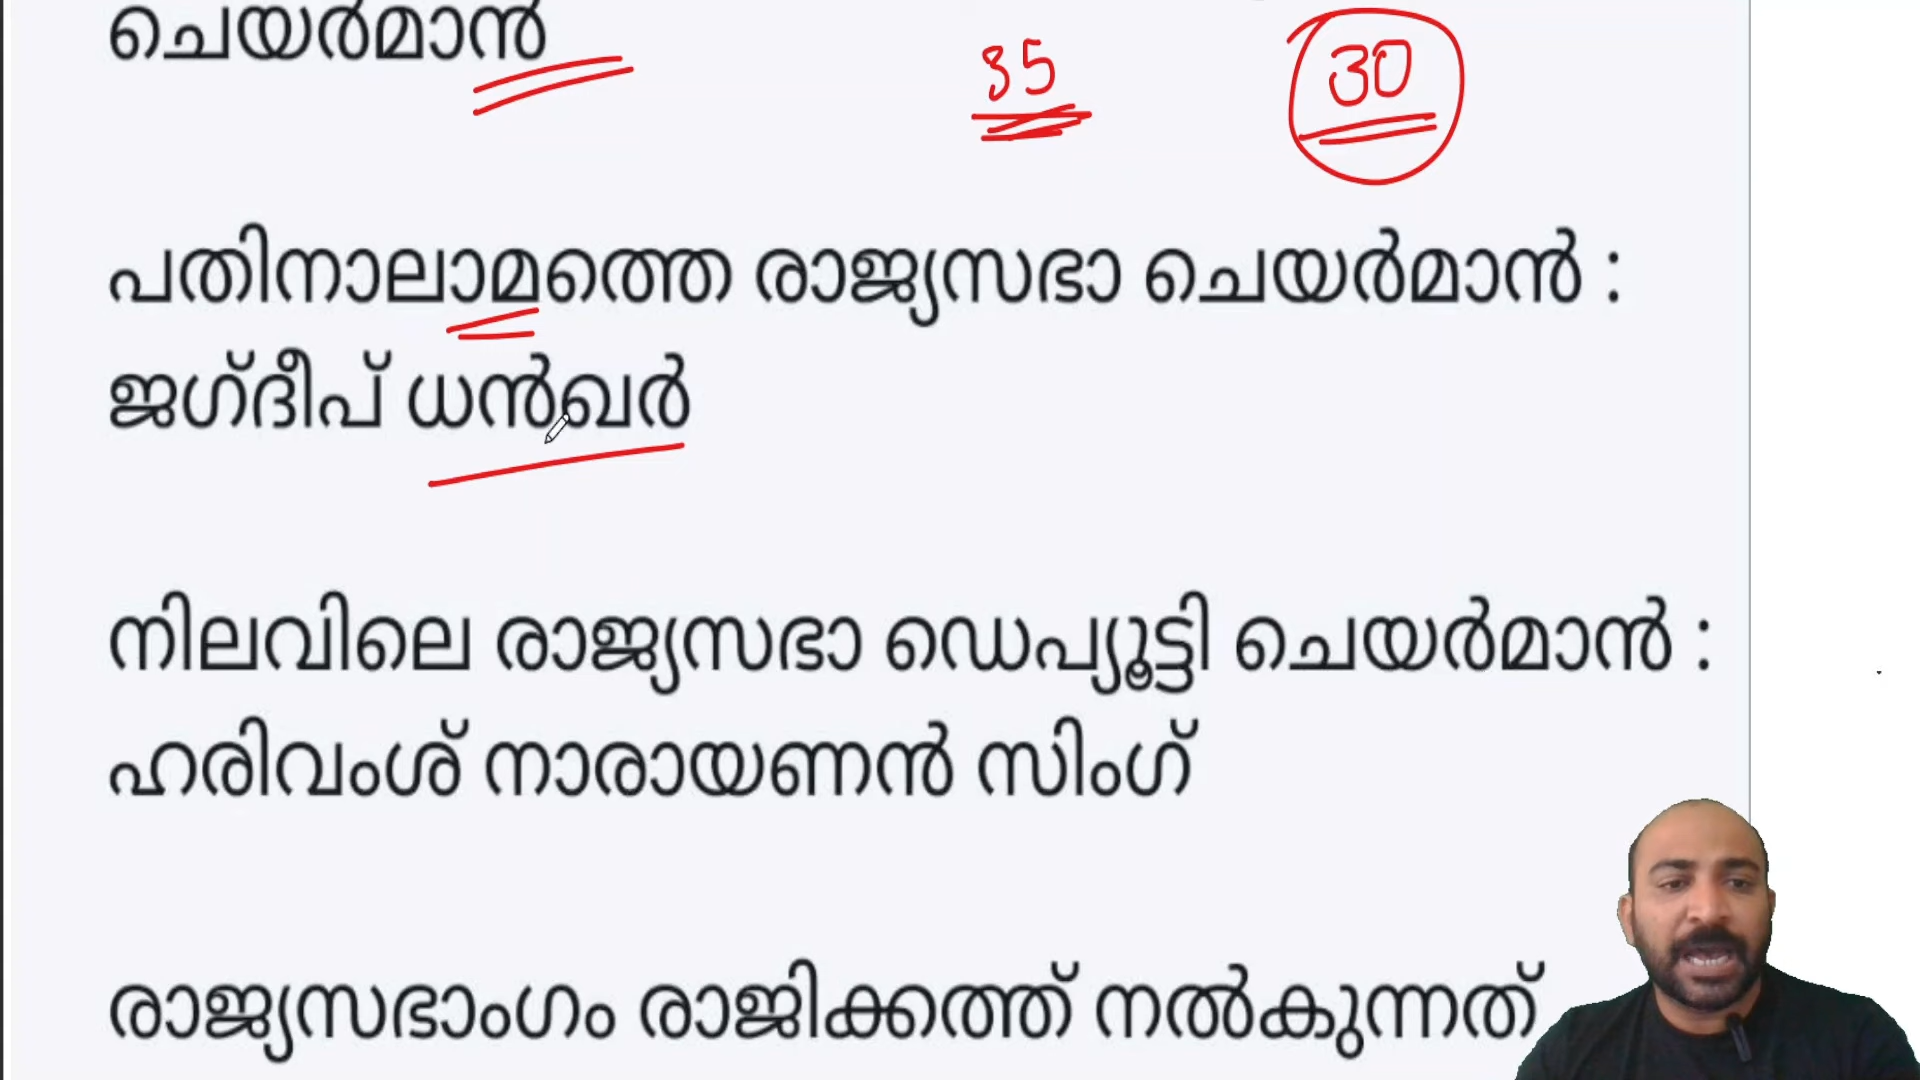 ചെയർമാൻ
35
30
പതിനാലാമത്തെ രാജ്യസഭാ ചെയർമാൻ :
ജഗ്ദീപ് ധൻഖർ
നിലവിലെ രാജ്യസഭാ ഡെപ്യൂട്ടി ചെയർമാൻ :
ഹരിവംശ് നാരായണൻ സിംഗ്
രാജ്യസഭാംഗം രാജിക്കത്ത് നൽകുന്നത്